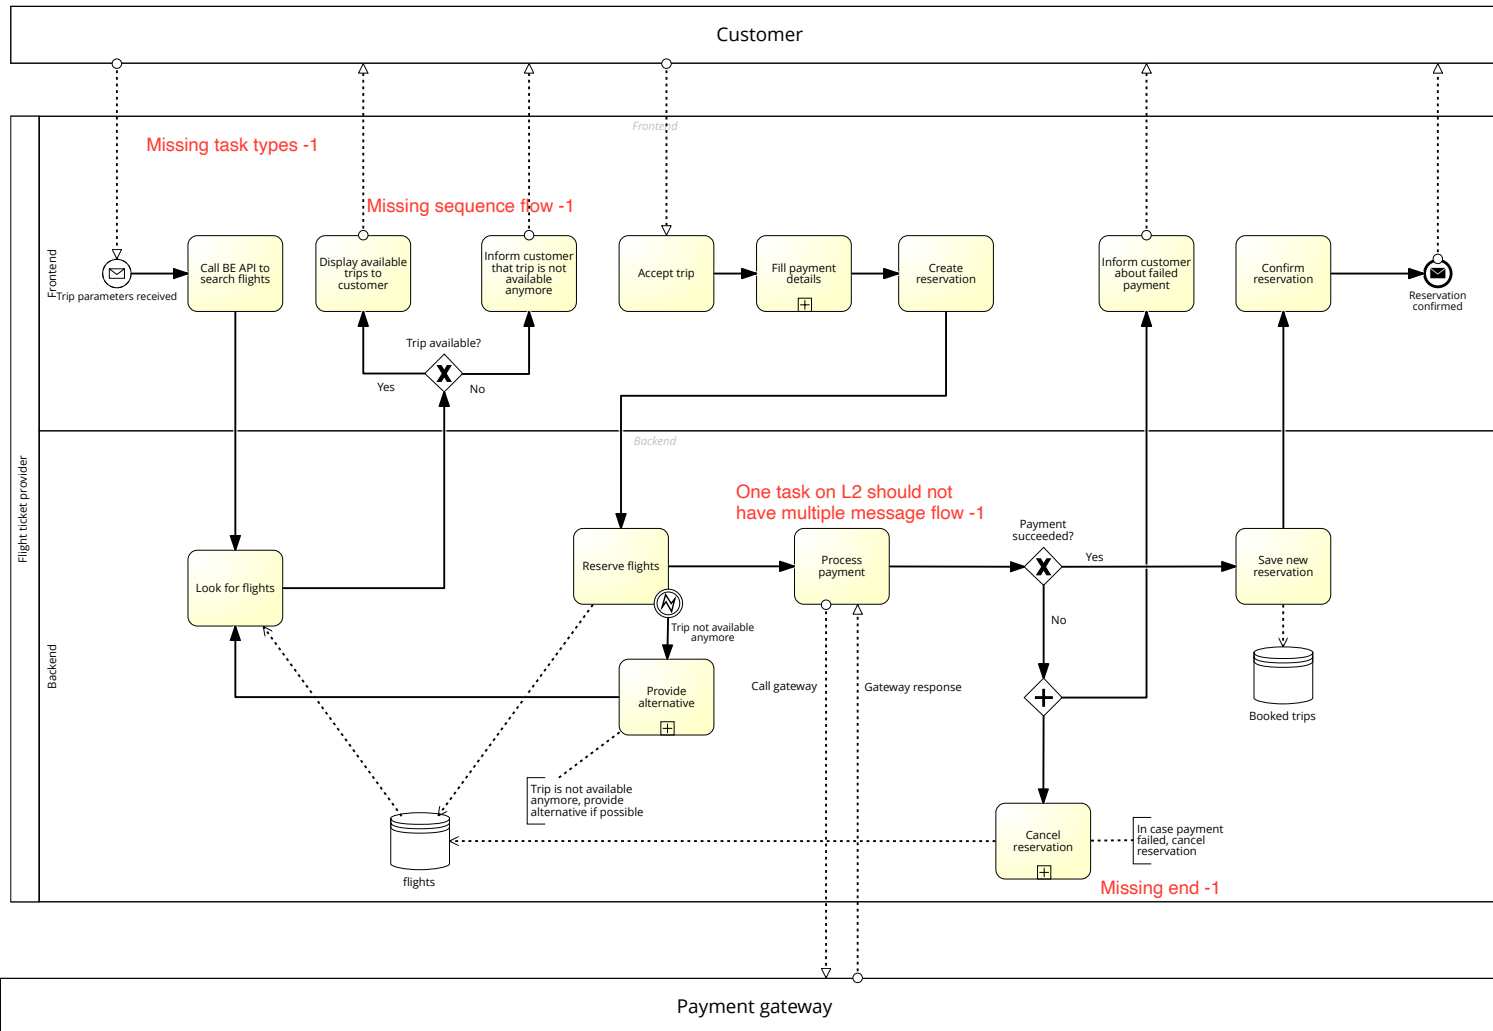 Customer
Frontend
Missing task types -1
Missing sequence flow -1
Frontend
Trip parameters received
Call BE API to
search flights
Display available
trips to
customer
Inform customer
that trip is not
available
anymore
Accept trip
Fill payment
details
Create
reservation
Inform customer
about failed
payment
Confirm
reservation
Reservation
confirmed
Trip available?
Yes
No
Flight ticket provider
Backend
One task on L2 should not
have multiple message flow -1
Backend
Look for flights
Reserve flights
Trip not available
anymore
Process
payment
Payment
succeeded?
Yes
No
Save new
reservation
Provide
alternative
Call gateway
Gateway response
Booked trips
Trip is not available
anymore, provide
alternative if possible
flights
Cancel
reservation
In case payment
failed, cancel
reservation
Missing end -1
Payment gateway